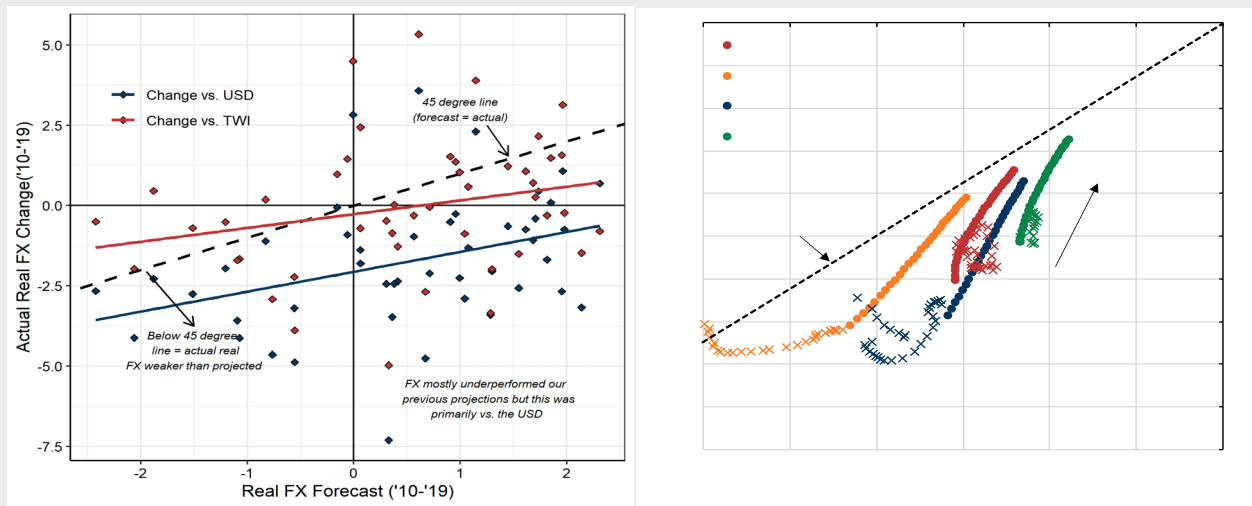 Actual Real FX Change('10-'19)
5.0
2.5
0.0
-2.5
-5.0
-7.5
Change vs. USD
Change vs. TWI
45 degree line
(forecast = actual)
Below 45 degree
line = actual real
FX weaker than projected
FX mostly underperformed our
previous projections but this was
primarily vs. the USD
-2
-1
0
1
2
Real FX Forecast ('10-'19)